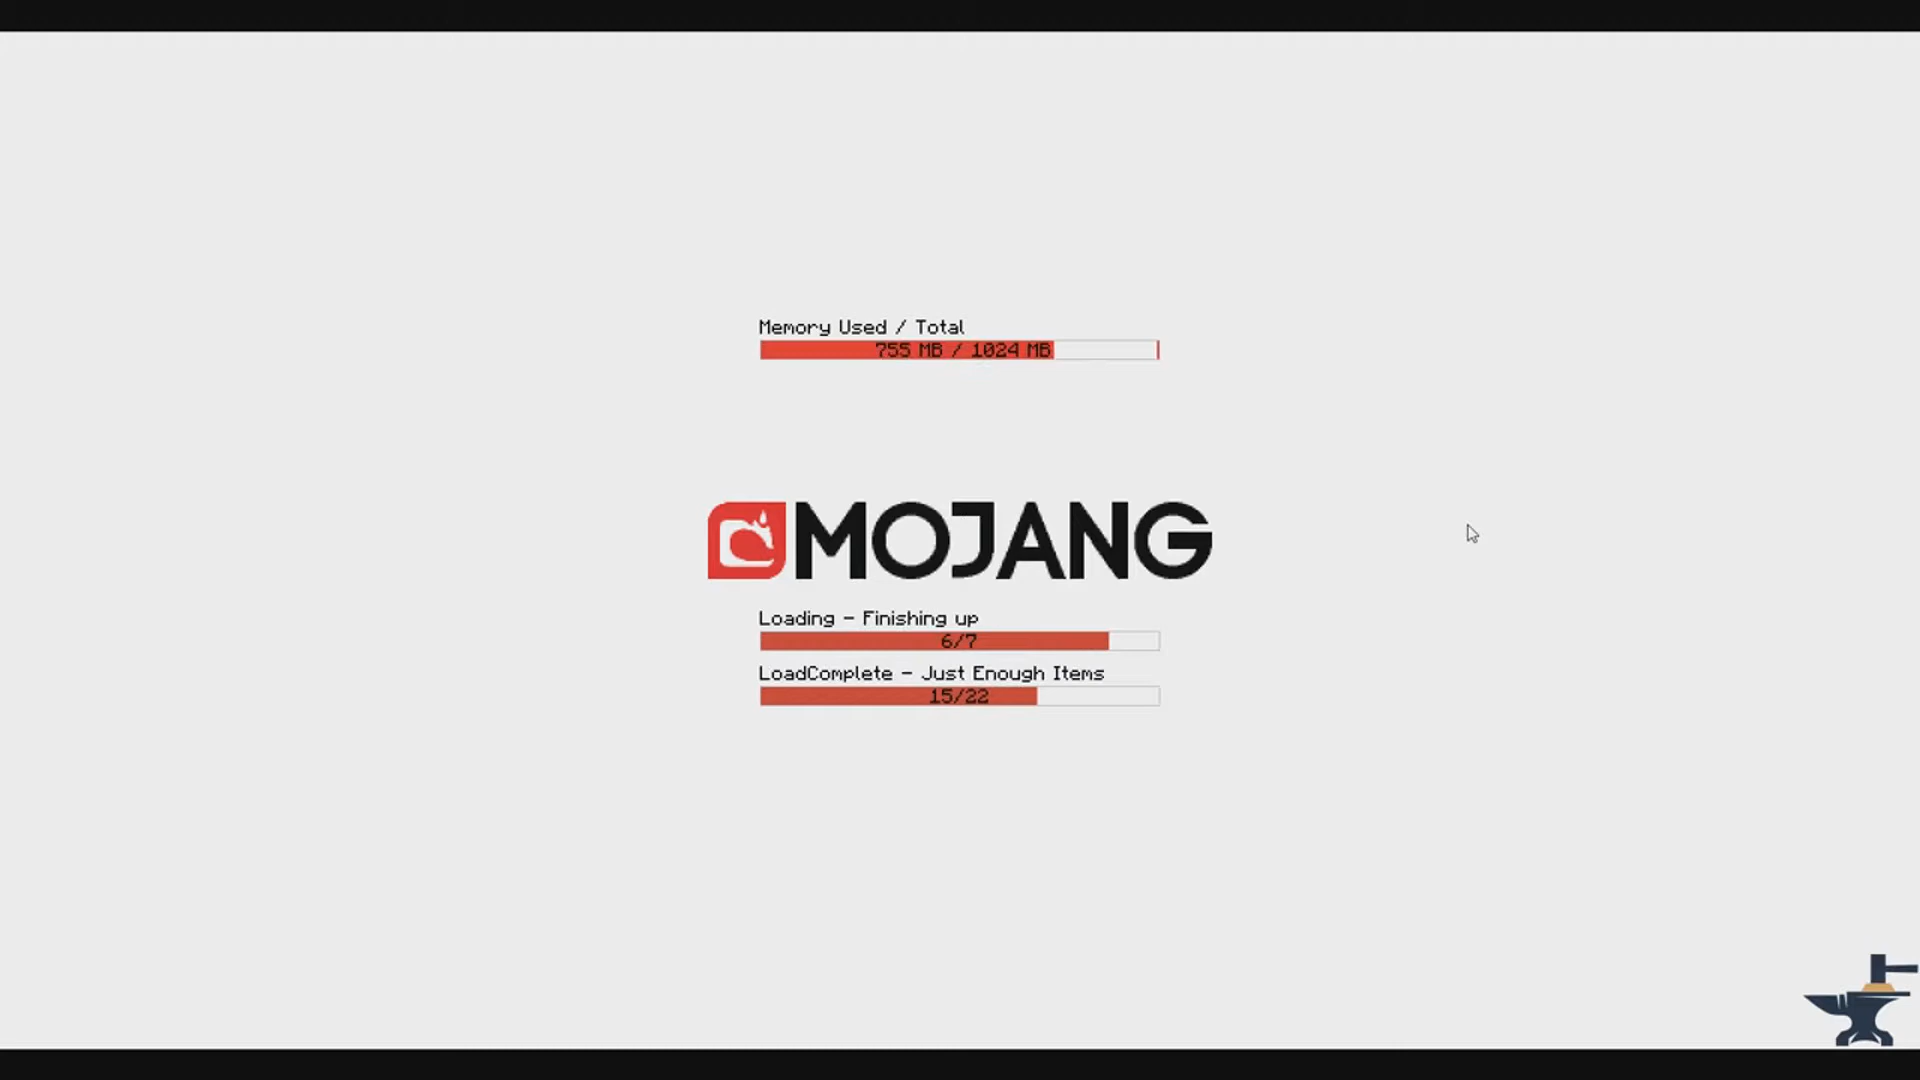 Memory Used / Total
755 MB / 1024 MB
MOJANG
Loading - Finishing up
6/7
LoadComplete - Just Enough Items
15/22